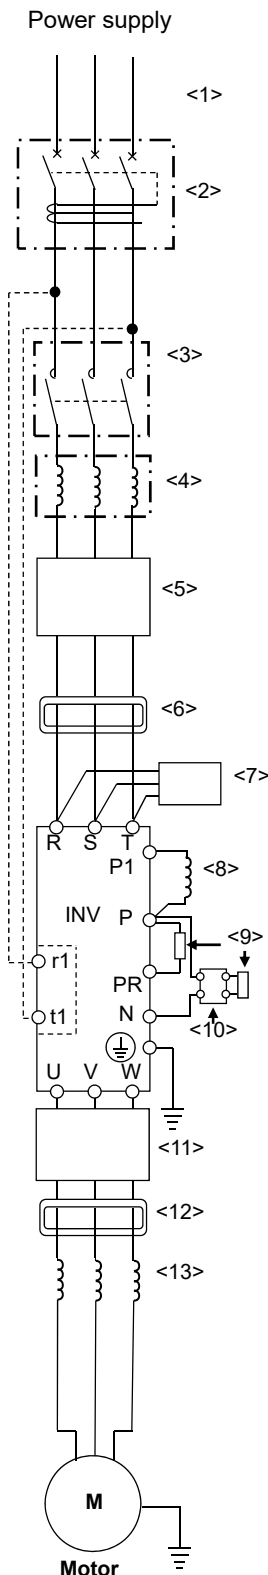 Power supply
<1>
<2>
<3>
<4>
<5>
<6>
<7>
R S T
P1
<8>
INV P
<9>
r1
PR
N
<10>
t1
U V W
<11>
<12>
<13>
M
Motor